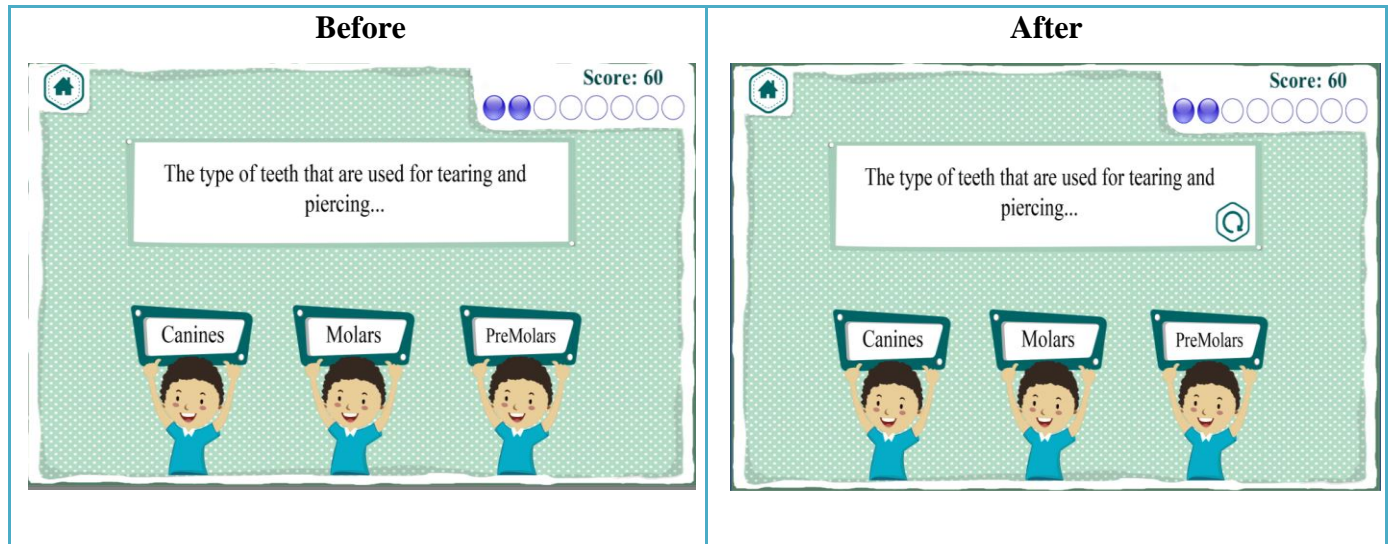 Before
After
Score: 60
The type of teeth that are used for tearing and
piercing...
Canines
Molars
PreMolars
Score: 60
The type of teeth that are used for tearing and
piercing...
Canines
Molars
PreMolars